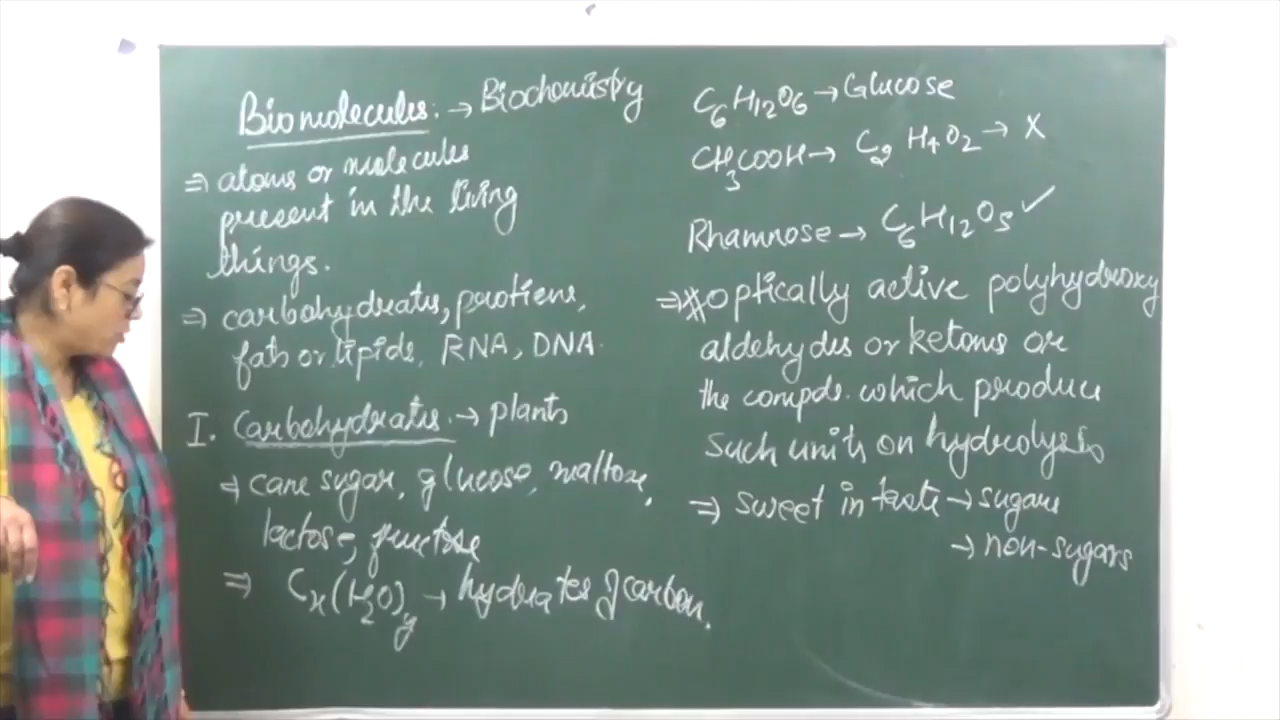 Biomolecules: → Biochemistry
⇒ atoms or molecules
present in the living
things.
⇒ carbohydrates, protiens,
fats or lipids, RNA, DNA.
I. Carbohydrates. → plants
⇒ cane sugar, glucose, maltose,
lactose, fructose
⇒ Cx(H2O)y → hydrates of carbon.
C6H12O6 → Glucose
CH3COOH → C2H4O2 → X
Rhamnose → C6H12O5 ✓
⇒ * optically active polyhydroxy
aldehydes or ketones or
the compds. which produce
such units on hydrolysis
⇒ sweet in taste → sugars
→ non-sugars